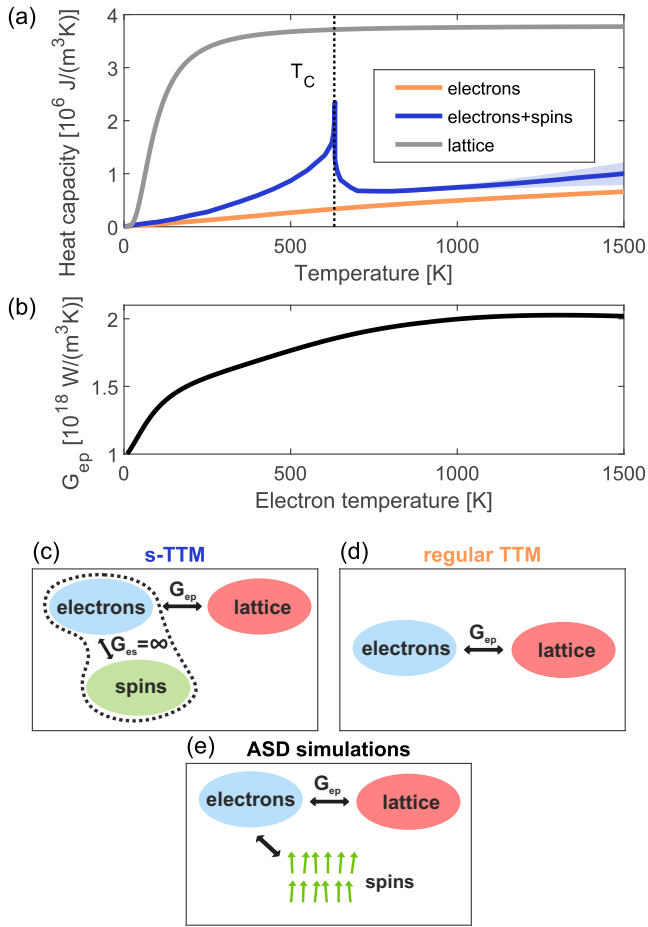 (a)
Heat capacity [10^6 J/(m^3K)]
4
3
2
1
0
T_C
electrons
electrons+spins
lattice
0
500
1000
1500
Temperature [K]
(b)
G_ep [10^18 W/(m^3K)]
2
1.5
1
0
500
1000
1500
Electron temperature [K]
(c)
s-TTM
electrons
G_ep
lattice
G_es=∞
spins
(d)
regular TTM
electrons
G_ep
lattice
(e)
ASD simulations
electrons
G_ep
lattice
spins